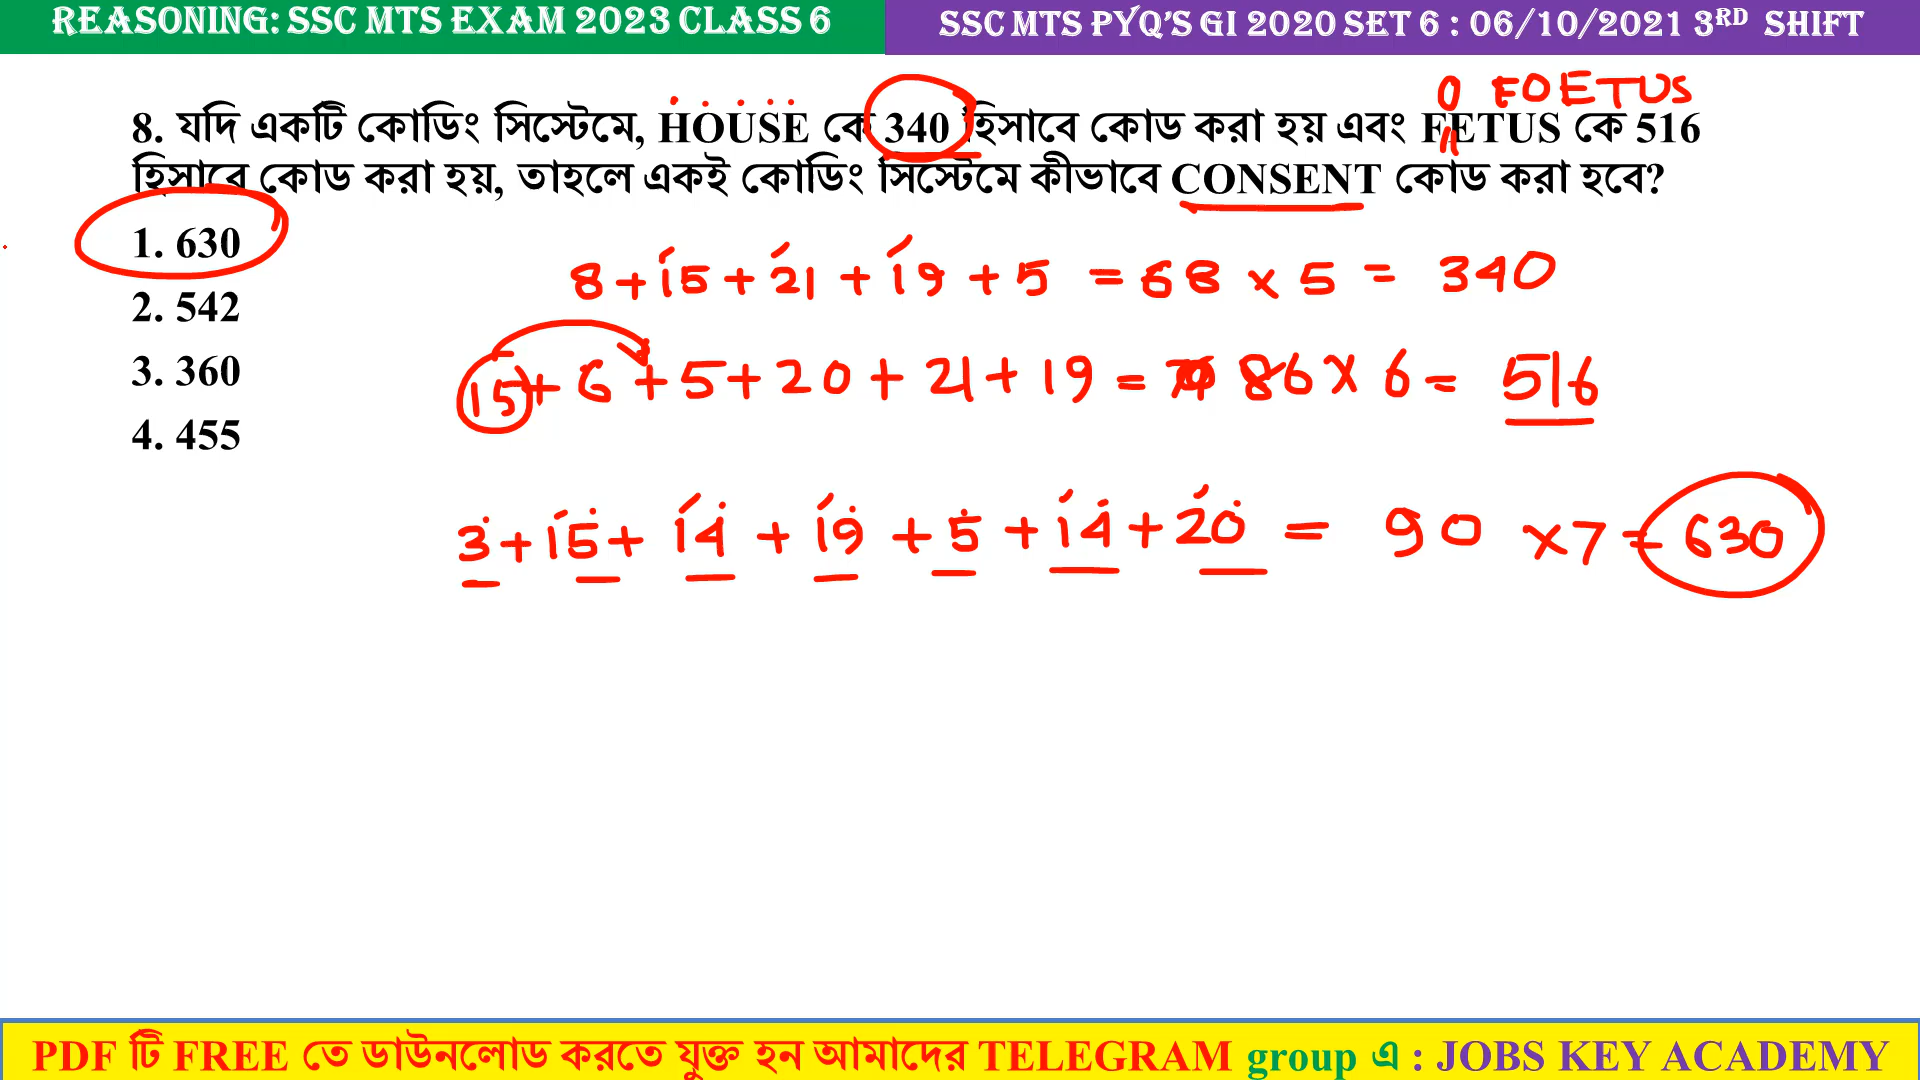 REASONING: SSC MTS EXAM 2023 CLASS 6
SSC MTS PYQ'S GI 2020 SET 6 : 06/10/2021 3RD SHIFT
O FOETUS
8. যদি একটি কোডিং সিস্টেমে, HOUSE কে 340 হিসাবে কোড করা হয় এবং FETUS কে 516
হিসাবে কোড করা হয়, তাহলে একই কোডিং সিস্টেমে কীভাবে CONSENT কোড করা হবে?
1. 630
2. 542
3. 360
4. 455
8 + 15 + 21 + 19 + 5 = 68 x 5 = 340
15 + 6 + 5 + 20 + 21 + 19 = 86 x 6 = 516
3 + 15 + 14 + 19 + 5 + 14 + 20 = 90 x 7 = 630
PDF টি FREE তে ডাউনলোড করতে যুক্ত হন আমাদের TELEGRAM group এ : JOBS KEY ACADEMY